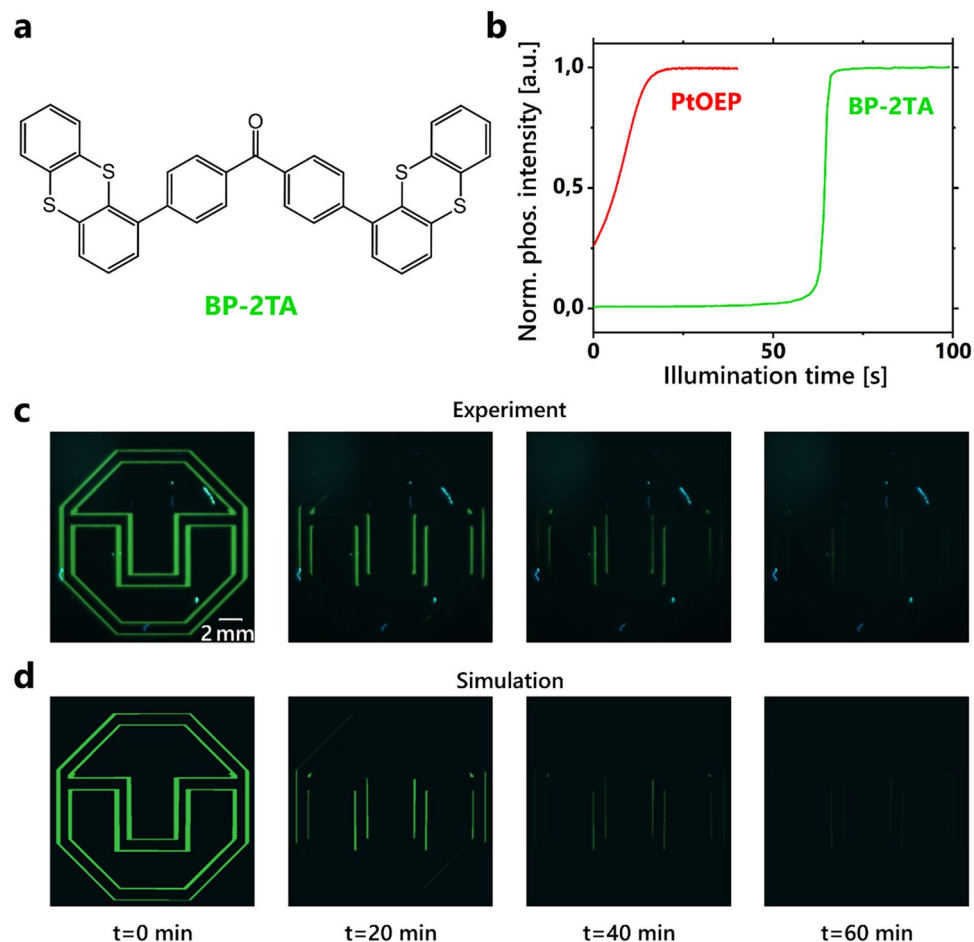 a
O
S
S
S
S
BP-2TA
b
Norm. phos. intensity [a.u.]
1,0
0,5
0,0
PtOEP
BP-2TA
0
50
100
Illumination time [s]
c
Experiment
2 mm
d
Simulation
t=0 min
t=20 min
t=40 min
t=60 min